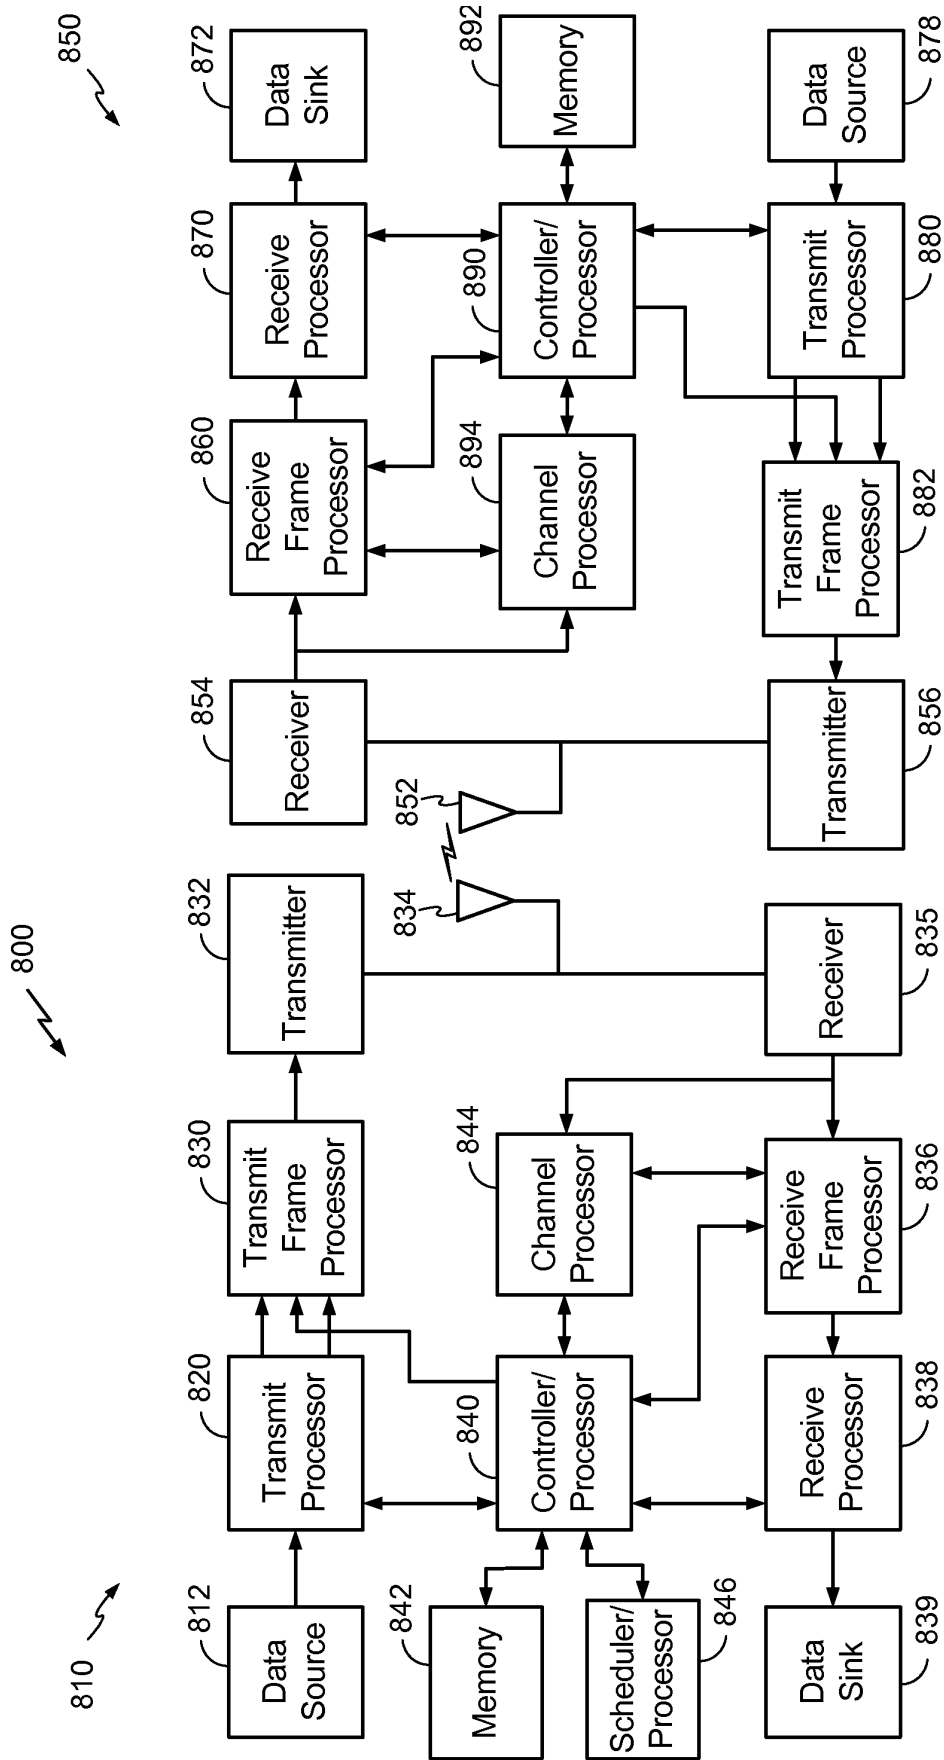 800
810
850
812
Data
Source
820
Transmit
Processor
830
Transmit
Frame
Processor
832
Transmitter
854
Receiver
860
Receive
Frame
Processor
870
Receive
Processor
872
Data
Sink
842
Memory
840
Controller/
Processor
844
Channel
Processor
834
852
894
Channel
Processor
890
Controller/
Processor
892
Memory
Scheduler/
Processor
846
Data
Sink
839
Receive
Processor
838
Receive
Frame
Processor
836
Receiver
835
Transmitter
856
Transmit
Frame
Processor
882
Transmit
Processor
880
Data
Source
878